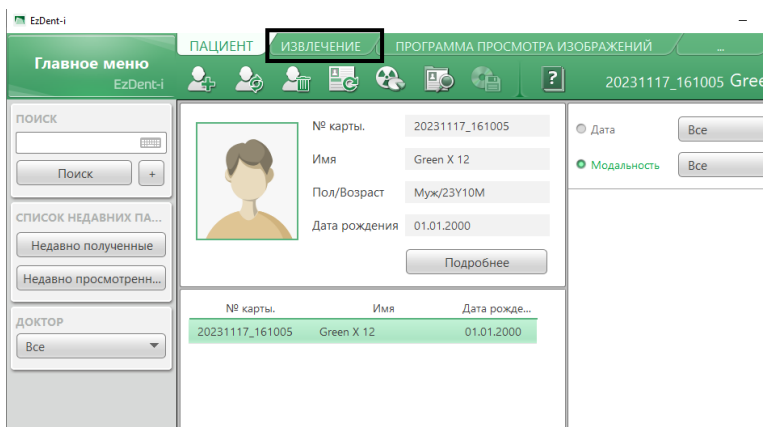 EzDent-i
Главное меню
EzDent-i
ПАЦИЕНТ
ИЗВЛЕЧЕНИЕ
ПРОГРАММА ПРОСМОТРА ИЗОБРАЖЕНИЙ
...
?
20231117_161005 Gree
ПОИСК
Поиск
+
СПИСОК НЕДАВНИХ ПА...
Недавно полученные
Недавно просмотренн...
ДОКТОР
Все
№ карты. 20231117_161005
Имя Green X 12
Пол/Возраст Муж/23Y10M
Дата рождения 01.01.2000
Подробнее
№ карты. Имя Дата рожде...
20231117_161005 Green X 12 01.01.2000
Дата Все
Модальность Все